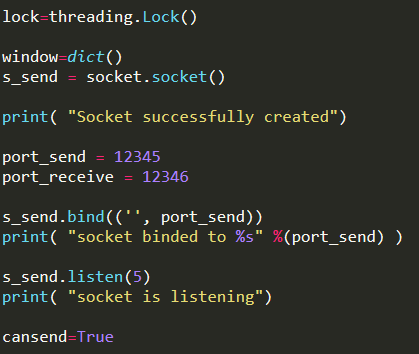 lock=threading.Lock()
window=dict()
s_send = socket.socket()
print( "Socket successfully created")
port_send = 12345
port_receive = 12346
s_send.bind(('', port_send))
print( "socket binded to %s" %(port_send) )
s_send.listen(5)
print( "socket is listening")
cansend=True